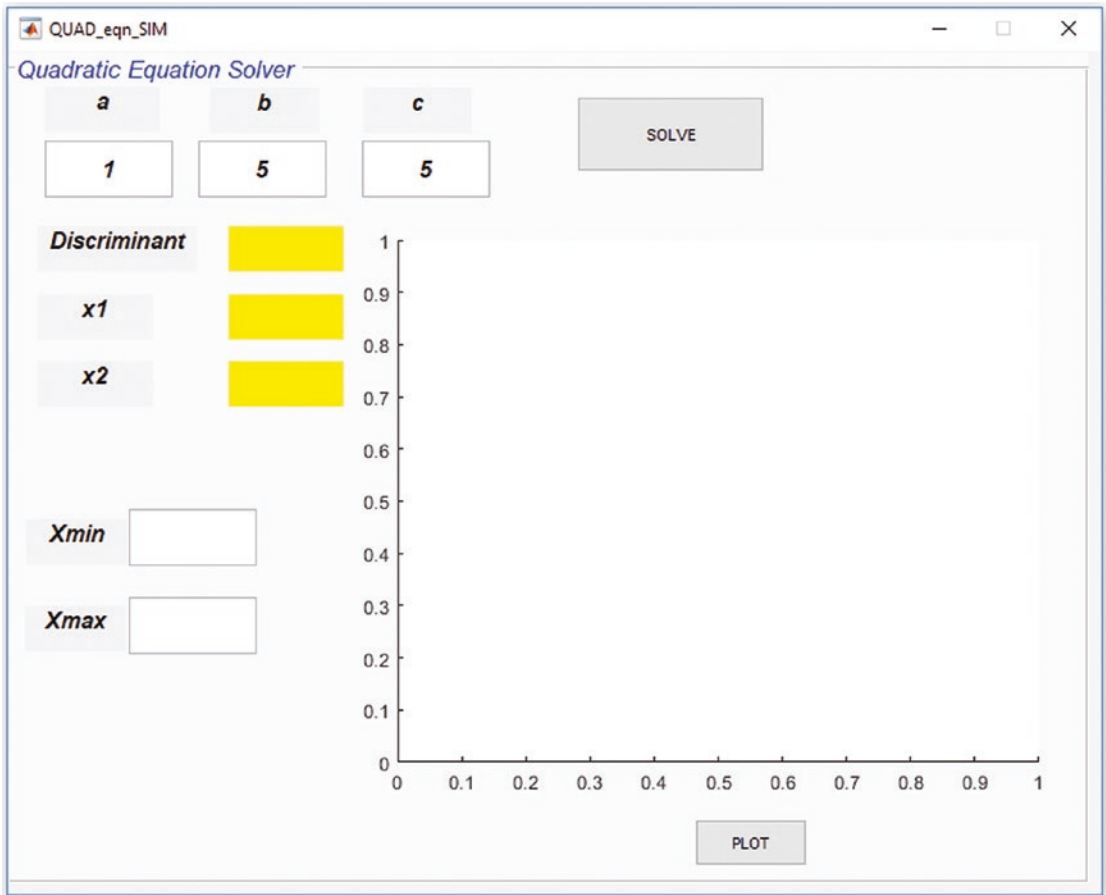 QUAD_eqn_SIM
Quadratic Equation Solver
a b c
SOLVE
1 5 5
Discriminant
x1
x2
Xmin
Xmax
1
0.9
0.8
0.7
0.6
0.5
0.4
0.3
0.2
0.1
0
0 0.1 0.2 0.3 0.4 0.5 0.6 0.7 0.8 0.9 1
PLOT